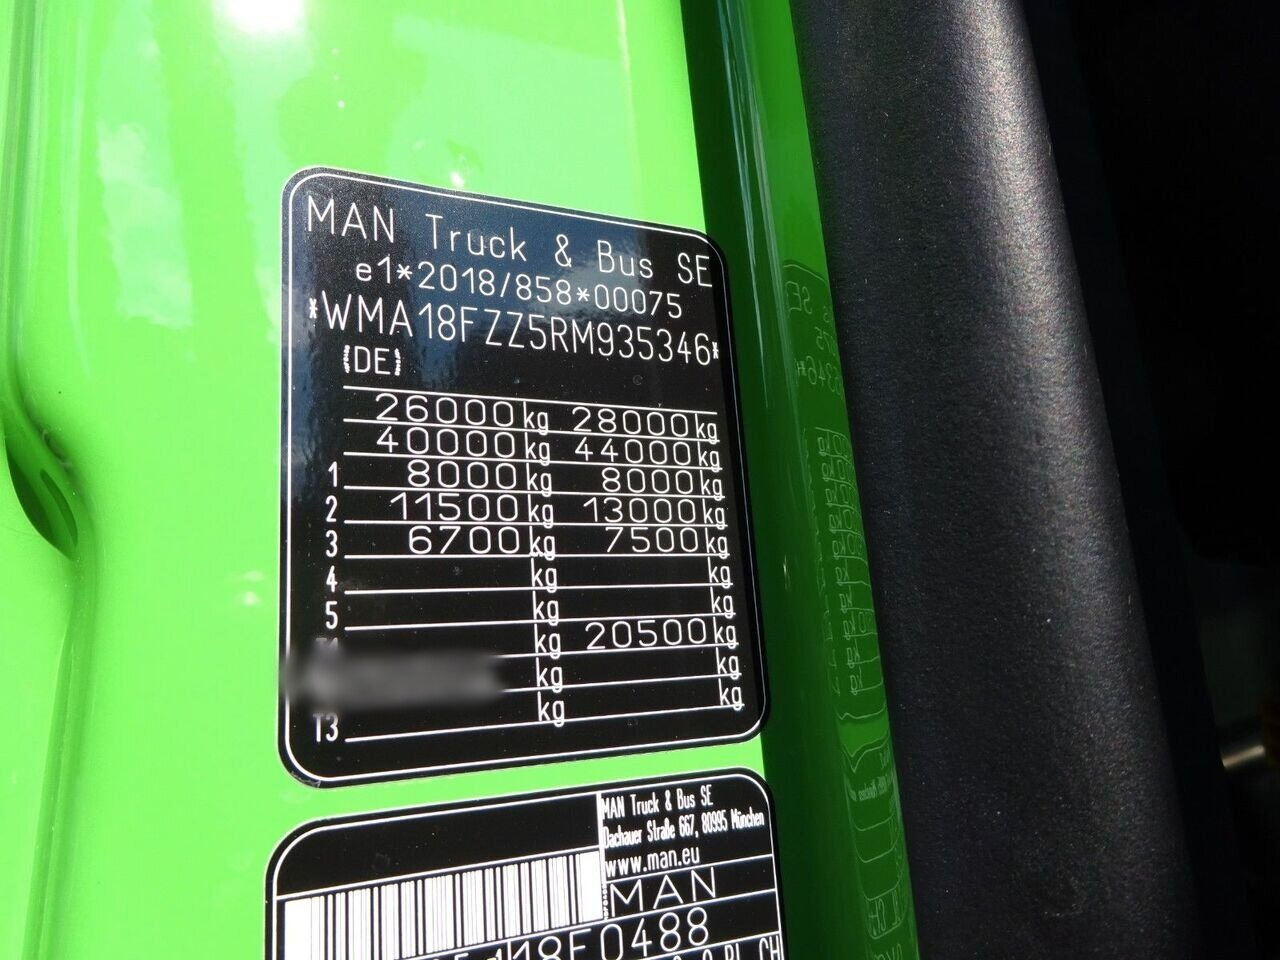 MAN Truck & Bus SE
e1*2018/858*00075
*WMA18FZZ5RM935346*
(DE)
26000 kg 28000 kg
40000 kg 44000 kg
1 8000 kg 8000 kg
2 11500 kg 13000 kg
3 6700 kg 7500 kg
4 kg kg
5 kg kg
kg 20500 kg
kg kg
T3 kg kg
MAN Truck & Bus SE
Dachauer Straße 667, 80995 München
www.man.eu
MAN
18F0488
BL CH